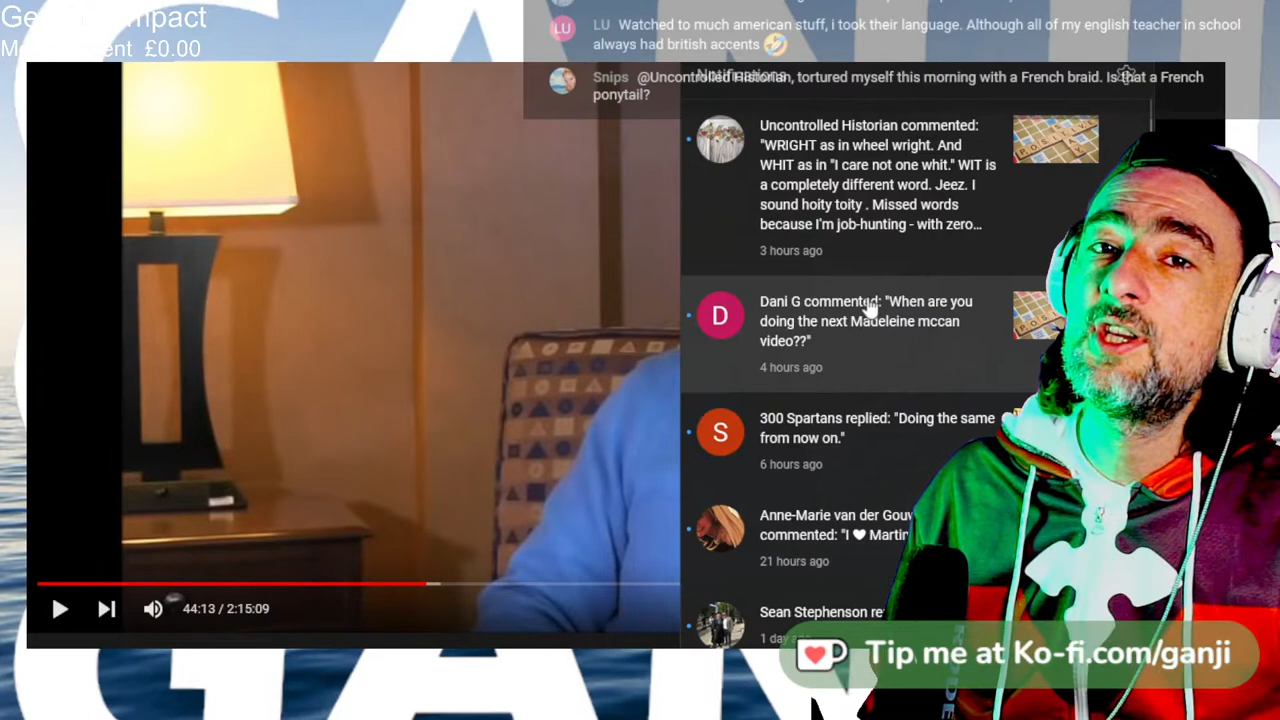 LU Watched to much american stuff, i took their language. Although all of my english teacher in school
always had british accents 🤣
Snips @Uncontrolled Historian, tortured myself this morning with a French braid. Is that a French
ponytail?
Notifications
£0.00
Uncontrolled Historian commented:
"WRIGHT as in wheel wright. And
WHIT as in "I care not one whit." WIT is
a completely different word. Jeez. I
sound hoity toity . Missed words
because I'm job-hunting - with zero…
3 hours ago
D
Dani G commented: "When are you
doing the next Madeleine mccan
video??"
4 hours ago
S
300 Spartans replied: "Doing the same
from now on."
6 hours ago
Anne-Marie van der Gouw
commented: "I ❤ Martin
21 hours ago
Sean Stephenson re
1 day ago
44:13 / 2:15:09
Tip me at Ko-fi.com/ganji